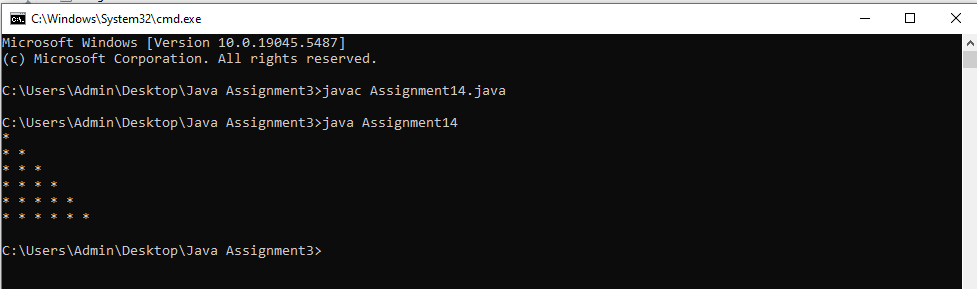 C:\Windows\System32\cmd.exe
Microsoft Windows [Version 10.0.19045.5487]
(c) Microsoft Corporation. All rights reserved.
C:\Users\Admin\Desktop\Java Assignment3>javac Assignment14.java
C:\Users\Admin\Desktop\Java Assignment3>java Assignment14
*
* *
* * *
* * * *
* * * * *
* * * * * *
C:\Users\Admin\Desktop\Java Assignment3>